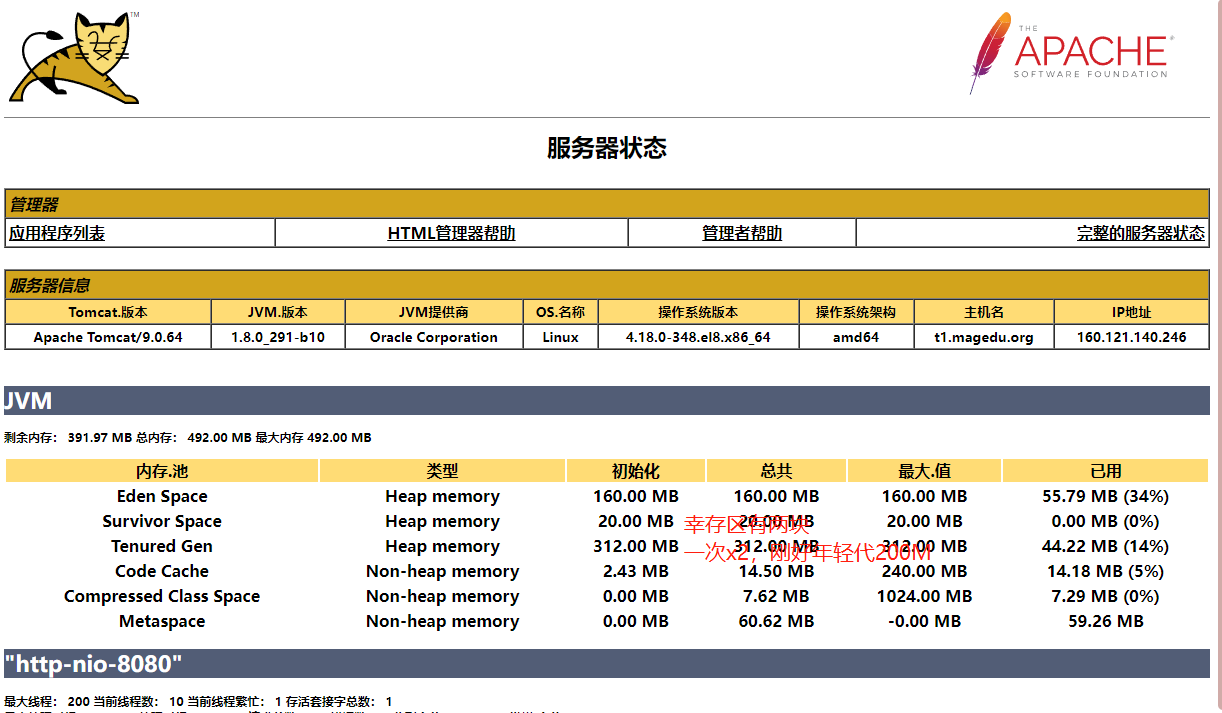 TM
THE
APACHE®
SOFTWARE FOUNDATION
服务器状态
管理器
应用程序列表 HTML管理器帮助 管理者帮助 完整的服务器状态
服务器信息
Tomcat.版本 JVM.版本 JVM提供商 OS.名称 操作系统版本 操作系统架构 主机名 IP地址
Apache Tomcat/9.0.64 1.8.0_291-b10 Oracle Corporation Linux 4.18.0-348.el8.x86_64 amd64 t1.magedu.org 160.121.140.246
JVM
剩余内存： 391.97 MB 总内存： 492.00 MB 最大内存 492.00 MB
内存.池 类型 初始化 总共 最大.值 已用
Eden Space Heap memory 160.00 MB 160.00 MB 160.00 MB 55.79 MB (34%)
Survivor Space Heap memory 20.00 MB 20.00 MB 20.00 MB 0.00 MB (0%)
幸存区有两块
Tenured Gen Heap memory 312.00 MB 312.00 MB 312.00 MB 44.22 MB (14%)
一次x2，刚好年轻代200M
Code Cache Non-heap memory 2.43 MB 14.50 MB 240.00 MB 14.18 MB (5%)
Compressed Class Space Non-heap memory 0.00 MB 7.62 MB 1024.00 MB 7.29 MB (0%)
Metaspace Non-heap memory 0.00 MB 60.62 MB -0.00 MB 59.26 MB
"http-nio-8080"
最大线程： 200 当前线程数： 10 当前线程繁忙： 1 存活套接字总数： 1